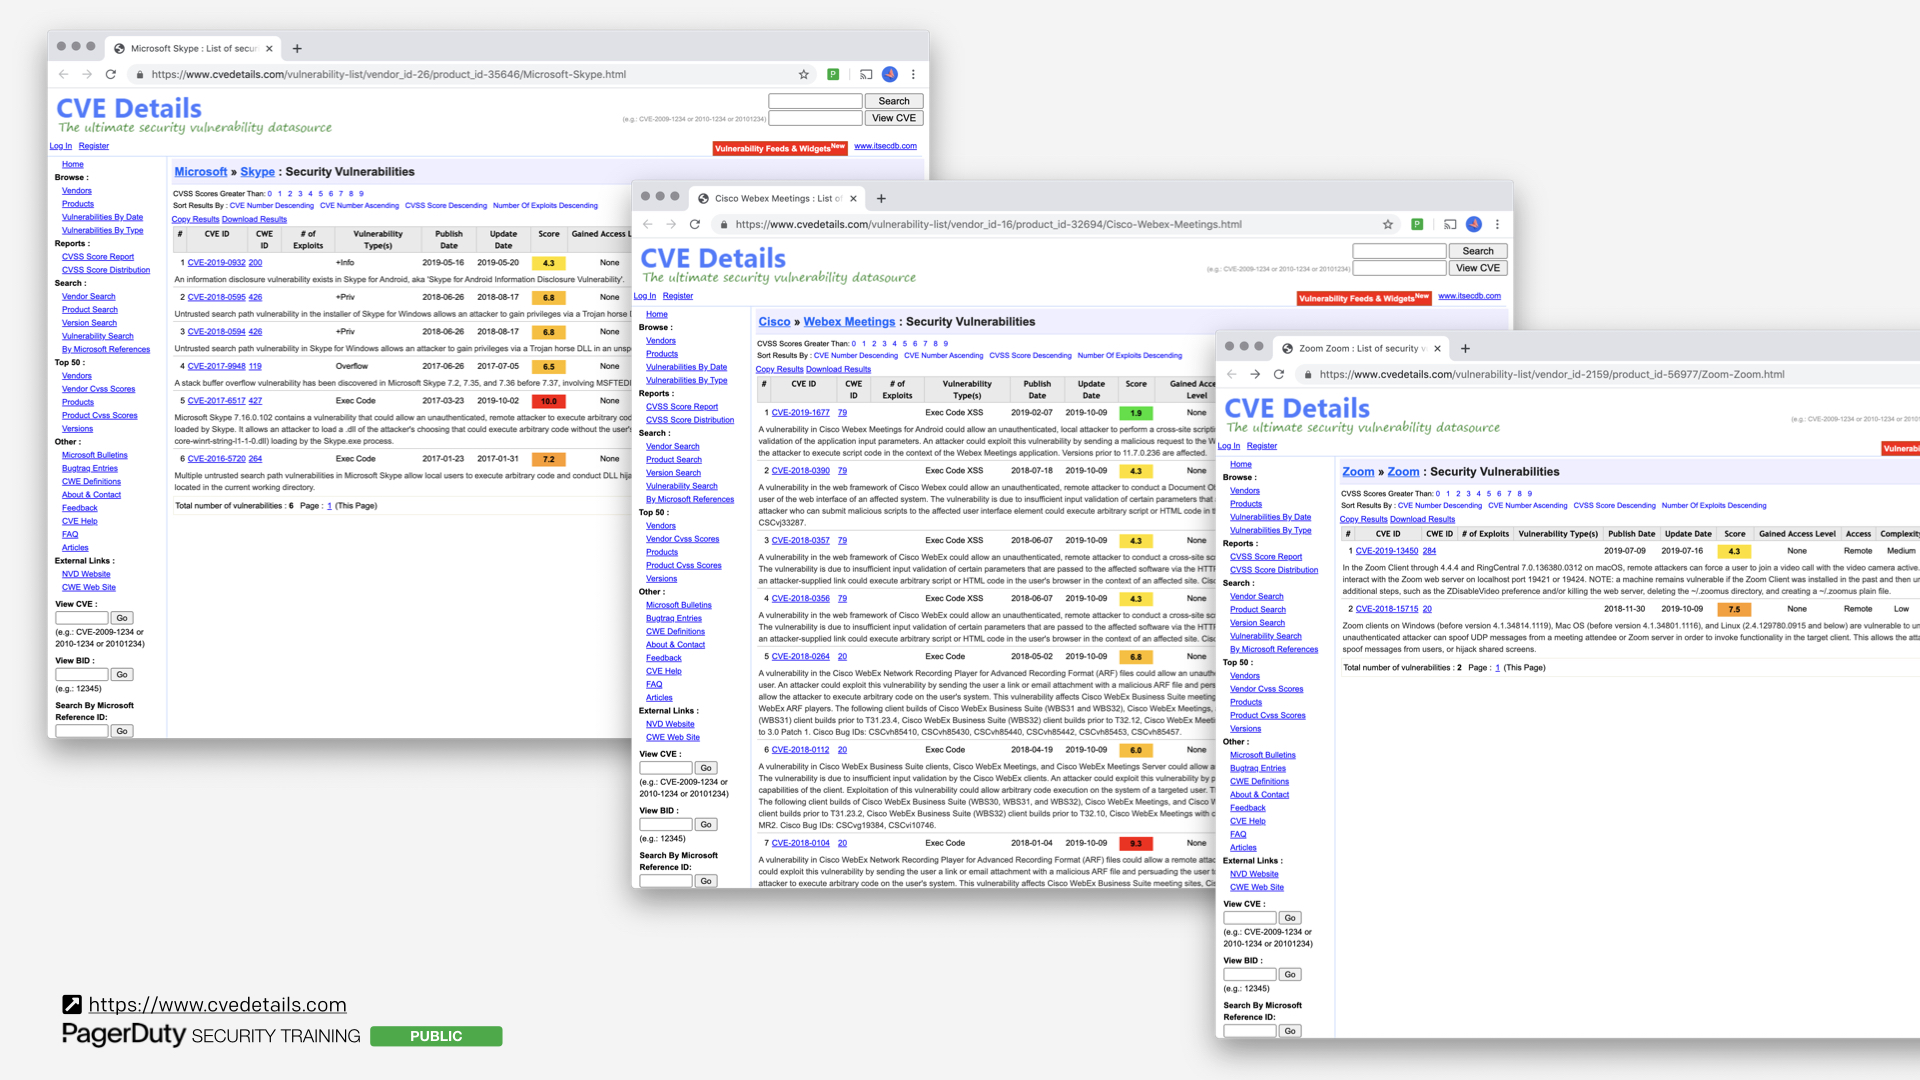 Microsoft Skype : List of secur
https://www.cvedetails.com/vulnerability-list/vendor_id-26/product_id-35646/Microsoft-Skype.html
CVE Details
The ultimate security vulnerability datasource
Search
(e.g.: CVE-2009-1234 or 2010-1234 or 20101234)
View CVE
Log In Register
Vulnerability Feeds & WidgetsNew www.itsecdb.com
Home
Browse :
Vendors
Products
Vulnerabilities By Date
Vulnerabilities By Type
Reports :
CVSS Score Report
CVSS Score Distribution
Search :
Vendor Search
Product Search
Version Search
Vulnerability Search
By Microsoft References
Top 50 :
Vendors
Vendor Cvss Scores
Products
Product Cvss Scores
Versions
Other :
Microsoft Bulletins
Bugtraq Entries
CWE Definitions
About & Contact
Feedback
CVE Help
FAQ
Articles
External Links :
NVD Website
CWE Web Site
View CVE :
Go
(e.g.: CVE-2009-1234 or
2010-1234 or 20101234)
View BID :
Go
(e.g.: 12345)
Search By Microsoft
Reference ID:
Go
Microsoft » Skype : Security Vulnerabilities
CVSS Scores Greater Than: 0 1 2 3 4 5 6 7 8 9
Sort Results By : CVE Number Descending CVE Number Ascending CVSS Score Descending Number Of Exploits Descending
Copy Results Download Results
# CVE ID CWE ID # of Exploits Vulnerability Type(s) Publish Date Update Date Score Gained Access L
1 CVE-2019-0932 200 +Info 2019-05-16 2019-05-20 4.3 None
An information disclosure vulnerability exists in Skype for Android, aka 'Skype for Android Information Disclosure Vulnerability'.
2 CVE-2018-0595 426 +Priv 2018-06-26 2018-08-17 6.8 None
Untrusted search path vulnerability in the installer of Skype for Windows allows an attacker to gain privileges via a Trojan horse
3 CVE-2018-0594 426 +Priv 2018-06-26 2018-08-17 6.8 None
Untrusted search path vulnerability in Skype for Windows allows an attacker to gain privileges via a Trojan horse DLL in an unsp
4 CVE-2017-9948 119 Overflow 2017-06-26 2017-07-05 6.5 None
A stack buffer overflow vulnerability has been discovered in Microsoft Skype 7.2, 7.35, and 7.36 before 7.37, involving MSFTEDI
5 CVE-2017-6517 427 Exec Code 2017-03-23 2019-10-02 10.0 None
Microsoft Skype 7.16.0.102 contains a vulnerability that could allow an unauthenticated, remote attacker to execute arbitrary cod
loaded by Skype. It allows an attacker to load a .dll of the attacker's choosing that could execute arbitrary code without the user'
core-winrt-string-l1-1-0.dll) loading by the Skype.exe process.
6 CVE-2016-5720 264 Exec Code 2017-01-23 2017-01-31 7.2 None
Multiple untrusted search path vulnerabilities in Microsoft Skype allow local users to execute arbitrary code and conduct DLL hija
located in the current working directory.
Total number of vulnerabilities : 6 Page : 1 (This Page)
Cisco Webex Meetings : List of
https://www.cvedetails.com/vulnerability-list/vendor_id-16/product_id-32694/Cisco-Webex-Meetings.html
CVE Details
The ultimate security vulnerability datasource
Search
(e.g.: CVE-2009-1234 or 2010-1234 or 20101234)
View CVE
Log In Register
Vulnerability Feeds & WidgetsNew www.itsecdb.com
Home
Browse :
Vendors
Products
Vulnerabilities By Date
Vulnerabilities By Type
Reports :
CVSS Score Report
CVSS Score Distribution
Search :
Vendor Search
Product Search
Version Search
Vulnerability Search
By Microsoft References
Top 50 :
Vendors
Vendor Cvss Scores
Products
Product Cvss Scores
Versions
Other :
Microsoft Bulletins
Bugtraq Entries
CWE Definitions
About & Contact
Feedback
CVE Help
FAQ
Articles
External Links :
NVD Website
CWE Web Site
View CVE :
Go
(e.g.: CVE-2009-1234 or
2010-1234 or 20101234)
View BID :
Go
(e.g.: 12345)
Search By Microsoft
Reference ID:
Go
Cisco » Webex Meetings : Security Vulnerabilities
CVSS Scores Greater Than: 0 1 2 3 4 5 6 7 8 9
Sort Results By : CVE Number Descending CVE Number Ascending CVSS Score Descending Number Of Exploits Descending
Copy Results Download Results
# CVE ID CWE ID # of Exploits Vulnerability Type(s) Publish Date Update Date Score Gained Acce Level
1 CVE-2019-1677 79 Exec Code XSS 2019-02-07 2019-10-09 1.9 None
A vulnerability in Cisco Webex Meetings for Android could allow an unauthenticated, local attacker to perform a cross-site scripti
validation of the application input parameters. An attacker could exploit this vulnerability by sending a malicious request to the W
the attacker to execute script code in the context of the Webex Meetings application. Versions prior to 11.7.0.236 are affected.
2 CVE-2018-0390 79 Exec Code XSS 2018-07-18 2019-10-09 4.3 None
A vulnerability in the web framework of Cisco Webex could allow an unauthenticated, remote attacker to conduct a Document O
user of the web interface of an affected system. The vulnerability is due to insufficient input validation of certain parameters that
attacker who can submit malicious scripts to the affected user interface element could execute arbitrary script or HTML code in t
CSCvj33287.
3 CVE-2018-0357 79 Exec Code XSS 2018-06-07 2019-10-09 4.3 None
A vulnerability in the web framework of Cisco WebEx could allow an unauthenticated, remote attacker to conduct a cross-site scr
The vulnerability is due to insufficient input validation of certain parameters that are passed to the affected software via the HTTP
an attacker-supplied link could execute arbitrary script or HTML code in the user's browser in the context of an affected site. Cisc
4 CVE-2018-0356 79 Exec Code XSS 2018-06-07 2019-10-09 4.3 None
A vulnerability in the web framework of Cisco WebEx could allow an unauthenticated, remote attacker to conduct a cross-site scr
The vulnerability is due to insufficient input validation of certain parameters that are passed to the affected software via the HTTP
an attacker-supplied link could execute arbitrary script or HTML code in the user's browser in the context of an affected site. Cisc
5 CVE-2018-0264 20 Exec Code 2018-05-02 2019-10-09 6.8 None
A vulnerability in the Cisco WebEx Network Recording Player for Advanced Recording Format (ARF) files could allow an unauth
user. An attacker could exploit this vulnerability by sending the user a link or email attachment with a malicious ARF file and pers
allow the attacker to execute arbitrary code on the user's system. This vulnerability affects Cisco WebEx Business Suite meeting
WebEx ARF players. The following client builds of Cisco WebEx Business Suite (WBS31 and WBS32), Cisco WebEx Meetings,
(WBS31) client builds prior to T31.23.4, Cisco WebEx Business Suite (WBS32) client builds prior to T32.12, Cisco WebEx Meeti
to 3.0 Patch 1. Cisco Bug IDs: CSCvh85410, CSCvh85430, CSCvh85440, CSCvh85442, CSCvh85453, CSCvh85457.
6 CVE-2018-0112 20 Exec Code 2018-04-19 2019-10-09 6.0 None
A vulnerability in Cisco WebEx Business Suite clients, Cisco WebEx Meetings, and Cisco WebEx Meetings Server could allow a
The vulnerability is due to insufficient input validation by the Cisco WebEx clients. An attacker could exploit this vulnerability by p
capabilities of the client. Exploitation of this vulnerability could allow arbitrary code execution on the system of a targeted user. T
The following client builds of Cisco WebEx Business Suite (WBS30, WBS31, and WBS32), Cisco WebEx Meetings, and Cisco W
client builds prior to T31.23.2, Cisco WebEx Business Suite (WBS32) client builds prior to T32.10, Cisco WebEx Meetings with c
MR2. Cisco Bug IDs: CSCvg19384, CSCvi10746.
7 CVE-2018-0104 20 Exec Code 2018-01-04 2019-10-09 9.3 None
A vulnerability in Cisco WebEx Network Recording Player for Advanced Recording Format (ARF) files could allow a remote attac
could exploit this vulnerability by sending the user a link or email attachment with a malicious ARF file and persuading the user t
attacker to execute arbitrary code on the user's system. This vulnerability affects Cisco WebEx Business Suite meeting sites, Cis
Zoom Zoom : List of security v
https://www.cvedetails.com/vulnerability-list/vendor_id-2159/product_id-56977/Zoom-Zoom.html
CVE Details
The ultimate security vulnerability datasource
(e.g.: CVE-2009-1234 or 2010-1234 or 2010
Log In Register
Vulnerabil
Home
Browse :
Vendors
Products
Vulnerabilities By Date
Vulnerabilities By Type
Reports :
CVSS Score Report
CVSS Score Distribution
Search :
Vendor Search
Product Search
Version Search
Vulnerability Search
By Microsoft References
Top 50 :
Vendors
Vendor Cvss Scores
Products
Product Cvss Scores
Versions
Other :
Microsoft Bulletins
Bugtraq Entries
CWE Definitions
About & Contact
Feedback
CVE Help
FAQ
Articles
External Links :
NVD Website
CWE Web Site
View CVE :
Go
(e.g.: CVE-2009-1234 or
2010-1234 or 20101234)
View BID :
Go
(e.g.: 12345)
Search By Microsoft
Reference ID:
Go
Zoom » Zoom : Security Vulnerabilities
CVSS Scores Greater Than: 0 1 2 3 4 5 6 7 8 9
Sort Results By : CVE Number Descending CVE Number Ascending CVSS Score Descending Number Of Exploits Descending
Copy Results Download Results
# CVE ID CWE ID # of Exploits Vulnerability Type(s) Publish Date Update Date Score Gained Access Level Access Complexity
1 CVE-2019-13450 284 2019-07-09 2019-07-16 4.3 None Remote Medium
In the Zoom Client through 4.4.4 and RingCentral 7.0.136380.0312 on macOS, remote attackers can force a user to join a video call with the video camera active.
interact with the Zoom web server on localhost port 19421 or 19424. NOTE: a machine remains vulnerable if the Zoom Client was installed in the past and then un
additional steps, such as the ZDisableVideo preference and/or killing the web server, deleting the ~/.zoomus directory, and creating a ~/.zoomus plain file.
2 CVE-2018-15715 20 2018-11-30 2019-10-09 7.5 None Remote Low
Zoom clients on Windows (before version 4.1.34814.1119), Mac OS (before version 4.1.34801.1116), and Linux (2.4.129780.0915 and below) are vulnerable to un
unauthenticated attacker can spoof UDP messages from a meeting attendee or Zoom server in order to invoke functionality in the target client. This allows the atta
spoof messages from users, or hijack shared screens.
Total number of vulnerabilities : 2 Page : 1 (This Page)
https://www.cvedetails.com
PagerDuty SECURITY TRAINING PUBLIC